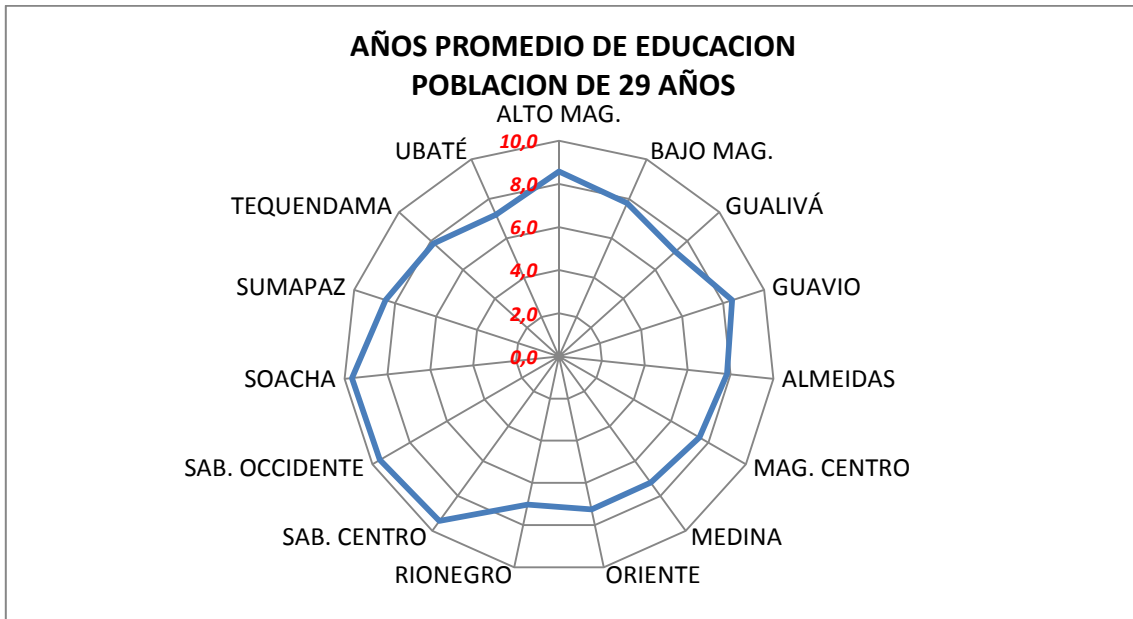 AÑOS PROMEDIO DE EDUCACION
POBLACION DE 29 AÑOS
ALTO MAG.
BAJO MAG.
GUALIVÁ
GUAVIO
ALMEIDAS
MAG. CENTRO
MEDINA
ORIENTE
RIONEGRO
SAB. CENTRO
SAB. OCCIDENTE
SOACHA
SUMAPAZ
TEQUENDAMA
UBATÉ
10,0
8,0
6,0
4,0
2,0
0,0